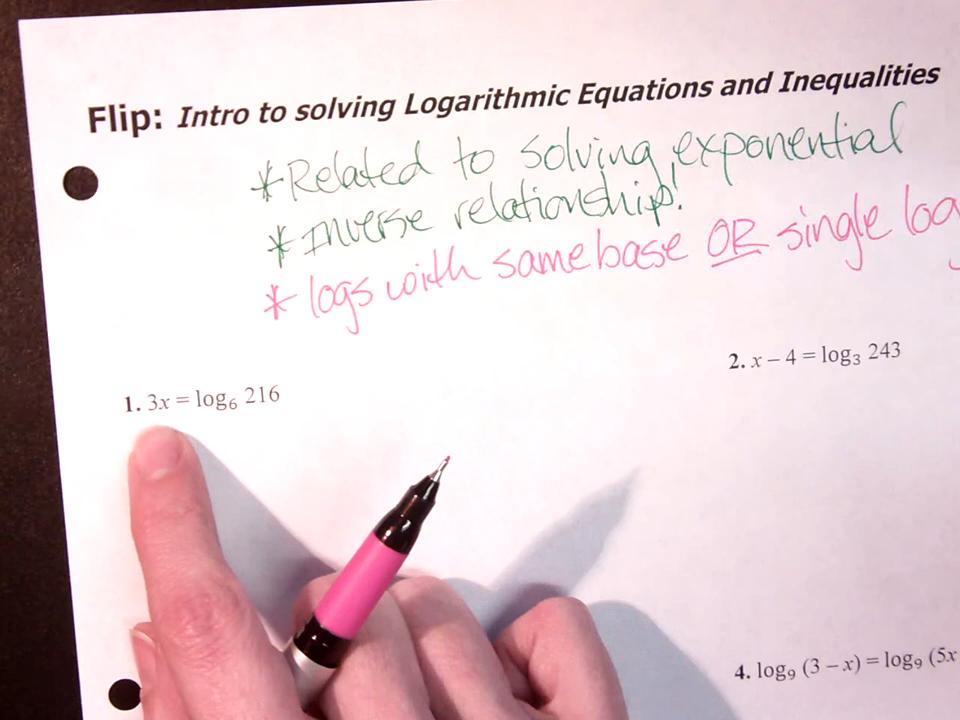 Flip: Intro to solving Logarithmic Equations and Inequalities
*Related to solving exponential
*Inverse relationship!
*logs with same base OR single log
1. 3x = log₆ 216
2. x – 4 = log₃ 243
4. log₉ (3 – x) = log₉ (5x